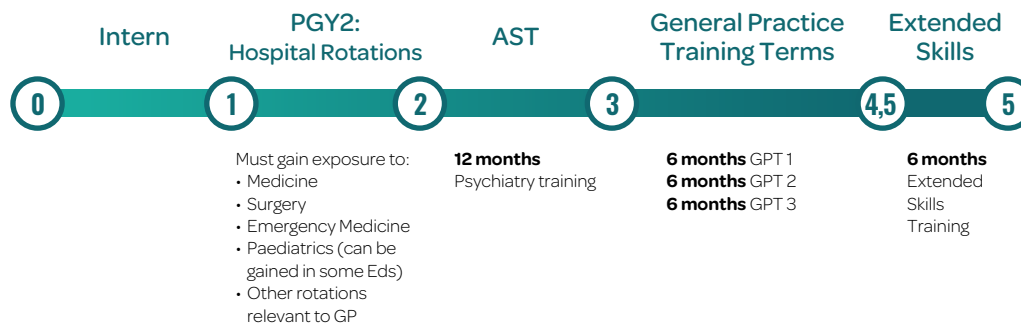 Intern
PGY2:
Hospital Rotations
AST
General Practice
Training Terms
Extended
Skills
0
1
2
3
4,5
5
Must gain exposure to:
• Medicine
• Surgery
• Emergency Medicine
• Paediatrics (can be
gained in some Eds)
• Other rotations
relevant to GP
12 months
Psychiatry training
6 months GPT 1
6 months GPT 2
6 months GPT 3
6 months
Extended
Skills
Training